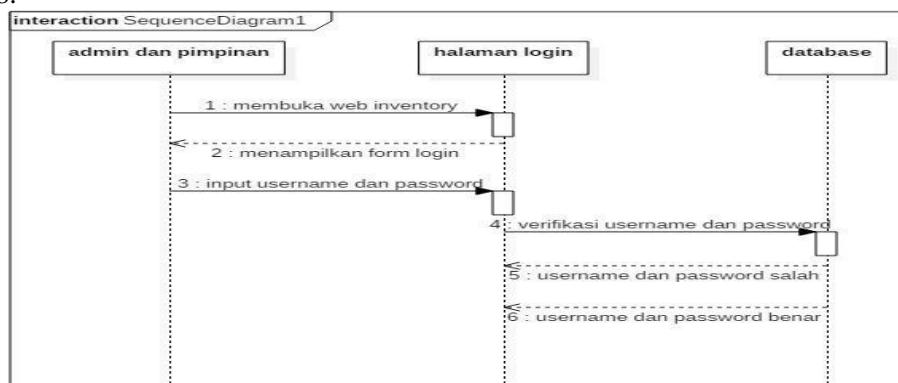 interaction SequenceDiagram1
admin dan pimpinan
halaman login
database
1 : membuka web inventory
2 : menampilkan form login
3 : input username dan password
4 : verifikasi username dan password
5 : username dan password salah
6 : username dan password benar